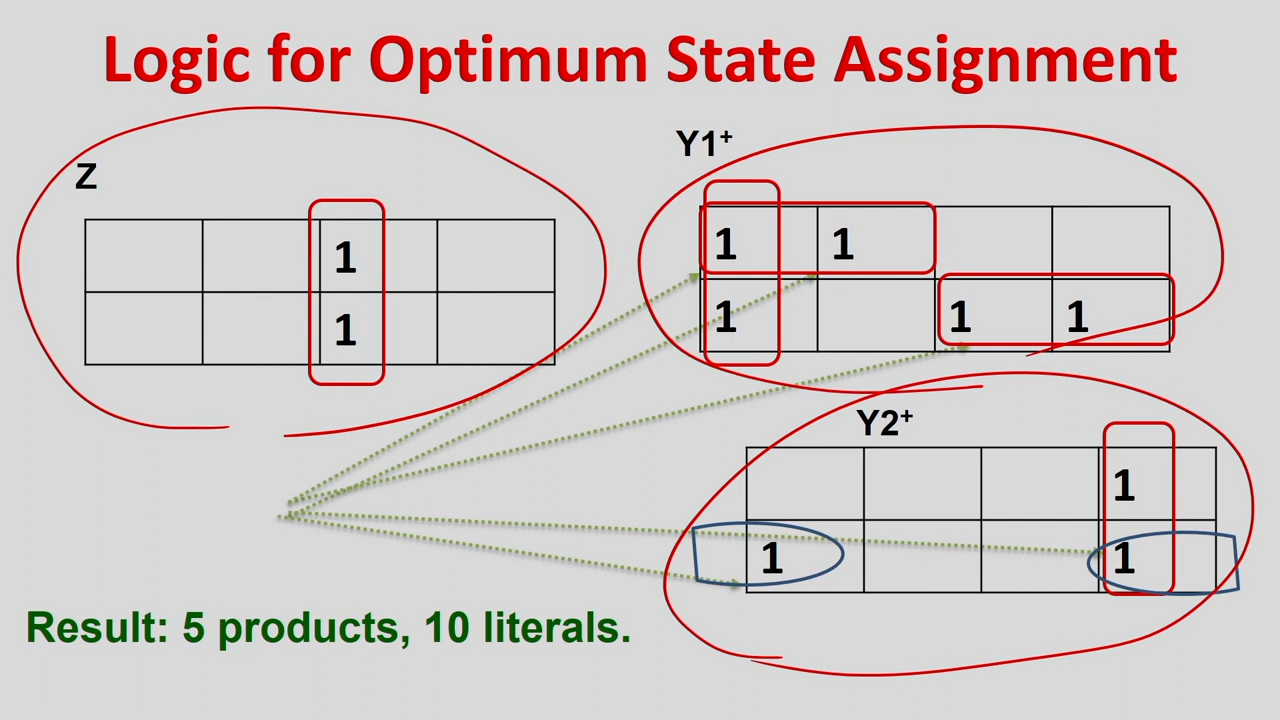 Logic for Optimum State Assignment
Z
1
1
Y1⁺
1 1
1 1 1
Y2⁺
1
1 1
Result: 5 products, 10 literals.